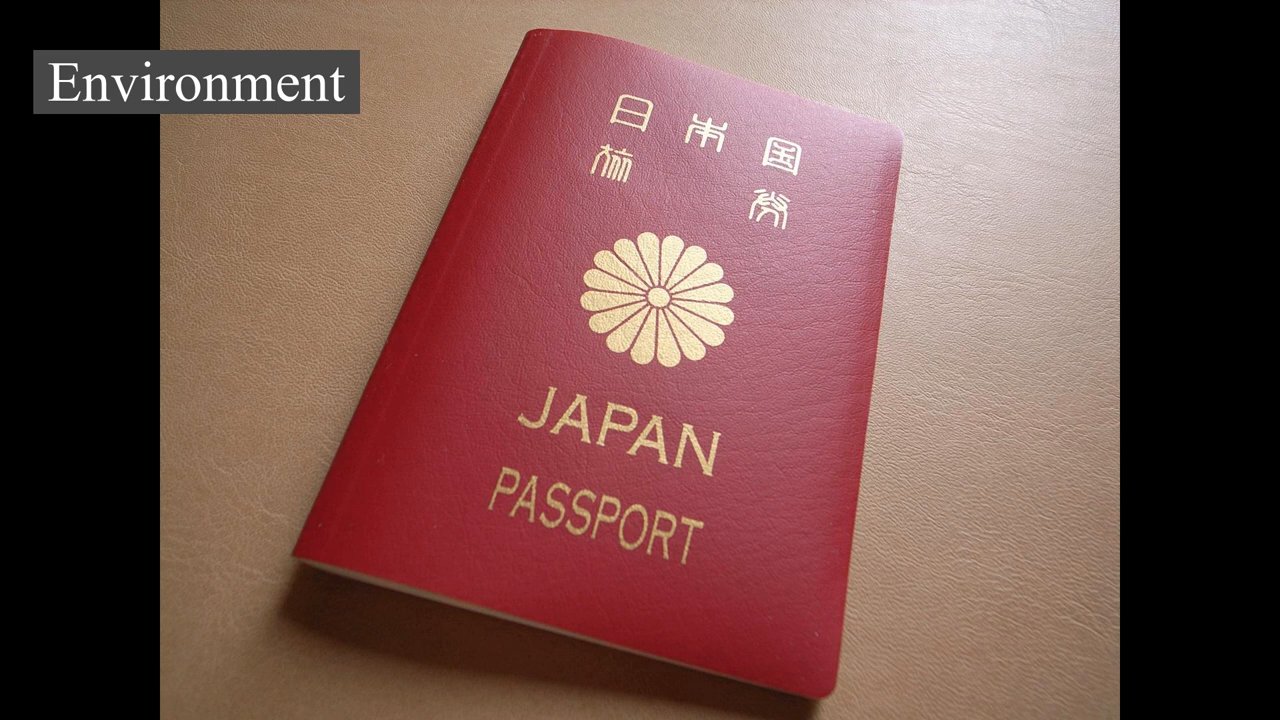 Environment
日本国
旅券
JAPAN
PASSPORT